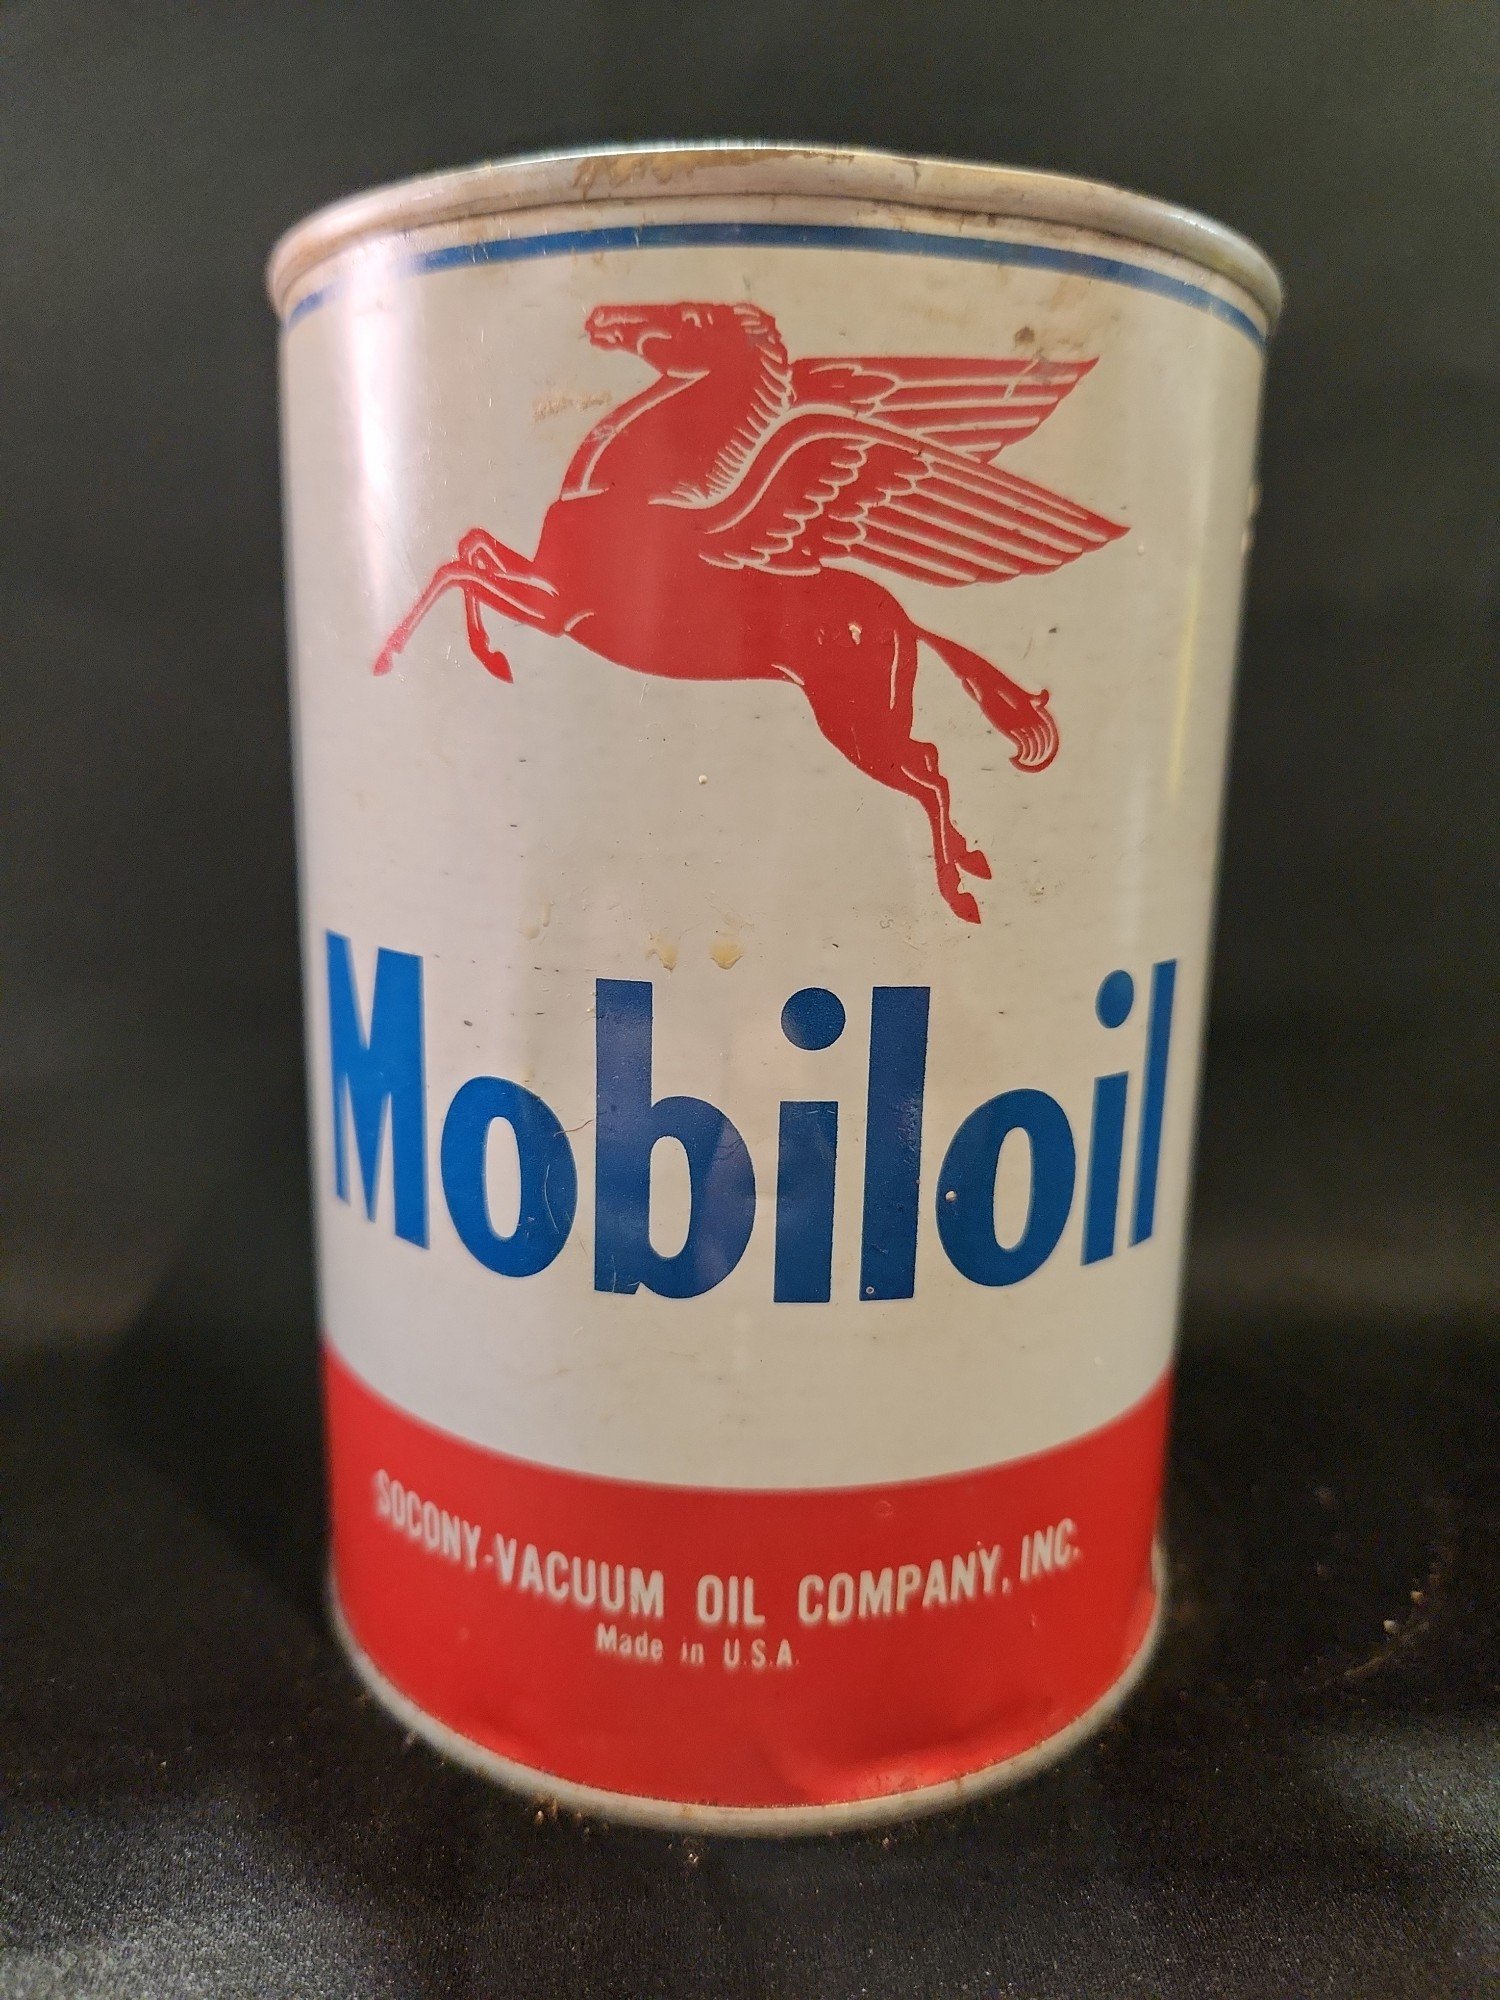 Mobiloil
SOCONY-VACUUM OIL COMPANY, INC.
Made in U.S.A.